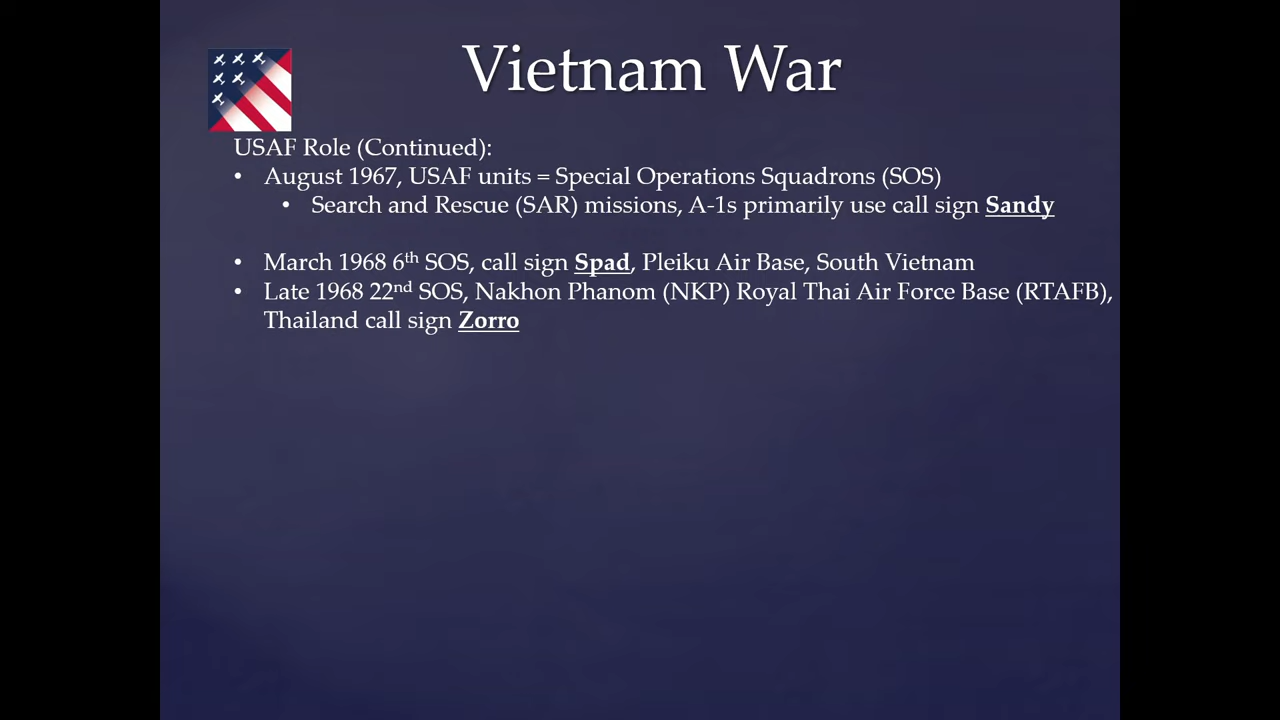 Vietnam War
USAF Role (Continued):
• August 1967, USAF units = Special Operations Squadrons (SOS)
• Search and Rescue (SAR) missions, A-1s primarily use call sign Sandy
• March 1968 6th SOS, call sign Spad, Pleiku Air Base, South Vietnam
• Late 1968 22nd SOS, Nakhon Phanom (NKP) Royal Thai Air Force Base (RTAFB),
Thailand call sign Zorro